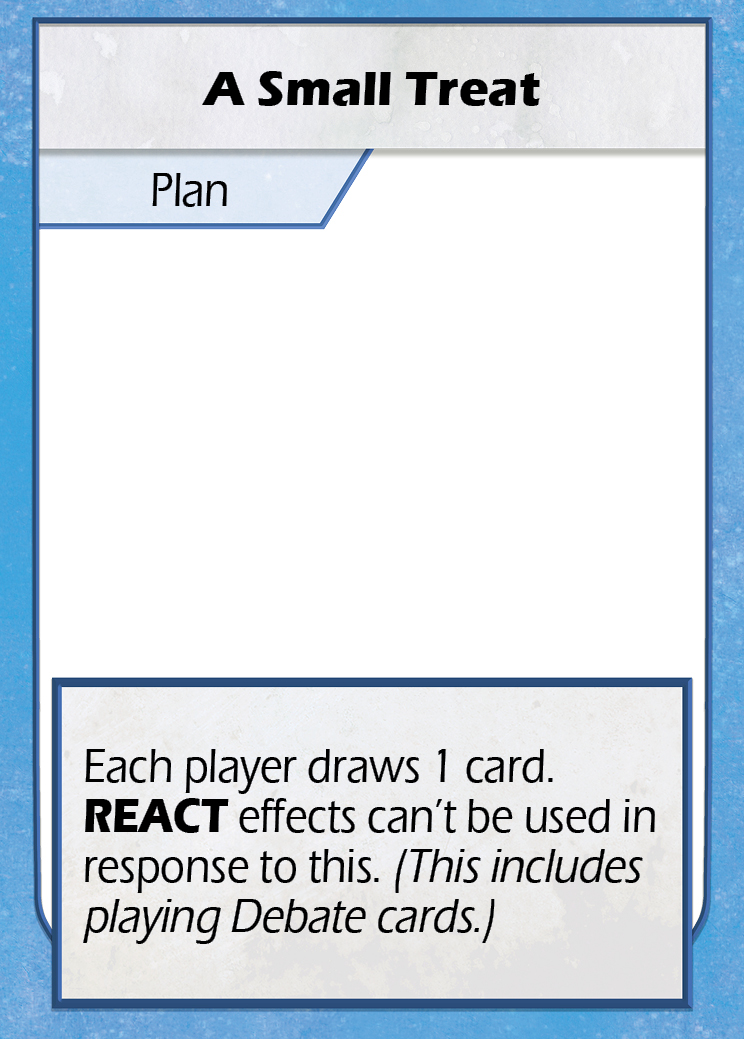 A Small Treat
Plan
Each player draws 1 card.
REACT effects can't be used in
response to this. (This includes
playing Debate cards.)